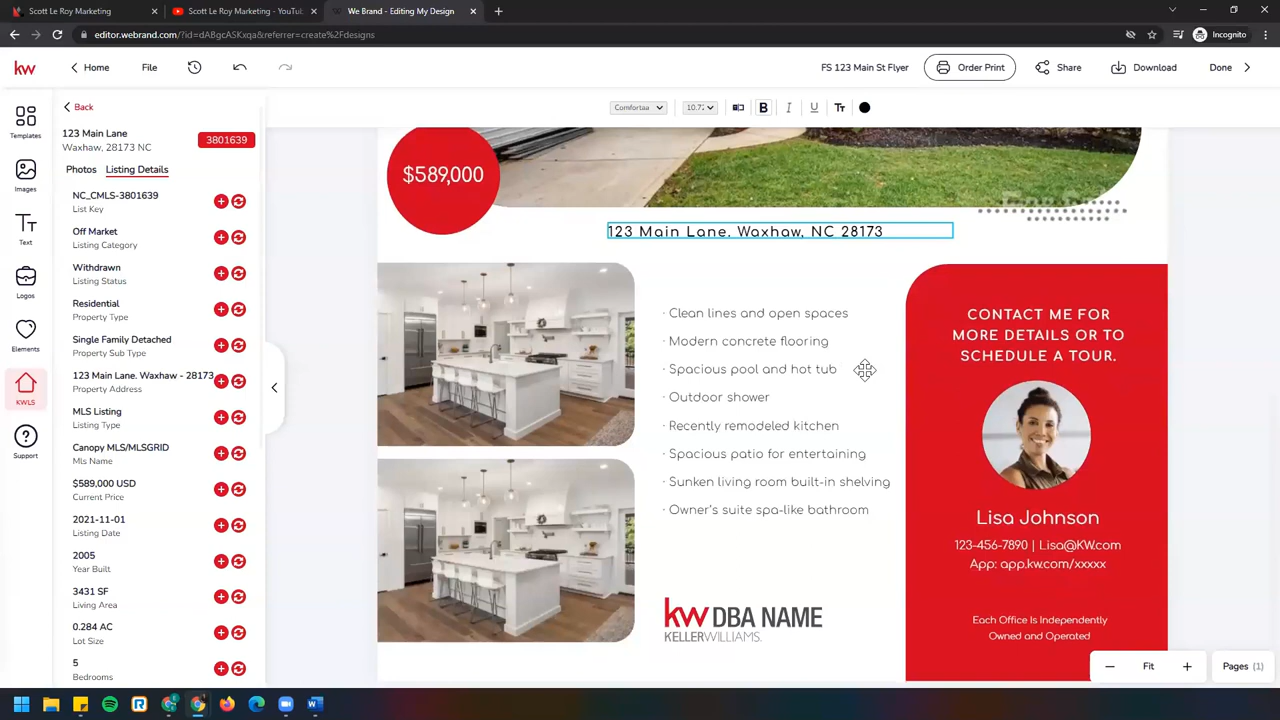 Scott Le Roy Marketing
Scott Le Roy Marketing - YouTub
We Brand - Editing My Design
editor.webrand.com/?id=dABgcASKxqa&referrer=create%2Fdesigns
Incognito
kw
Home
File
FS 123 Main St Flyer
Order Print
Share
Download
Done
Templates
Images
Text
Logos
Elements
KWLS
Support
Back
123 Main Lane
Waxhaw, 28173 NC
3801639
Photos
Listing Details
NC_CMLS-3801639
List Key
Off Market
Listing Category
Withdrawn
Listing Status
Residential
Property Type
Single Family Detached
Property Sub Type
123 Main Lane. Waxhaw - 28173
Property Address
MLS Listing
Listing Type
Canopy MLS/MLSGRID
Mls Name
$589,000 USD
Current Price
2021-11-01
Listing Date
2005
Year Built
3431 SF
Living Area
0.284 AC
Lot Size
5
Bedrooms
Comfortaa
10.72
B
I
U
TT
$589,000
123 Main Lane. Waxhaw, NC 28173
· Clean lines and open spaces
· Modern concrete flooring
· Spacious pool and hot tub
· Outdoor shower
· Recently remodeled kitchen
· Spacious patio for entertaining
· Sunken living room built-in shelving
· Owner's suite spa-like bathroom
kw DBA NAME
KELLERWILLIAMS.
CONTACT ME FOR
MORE DETAILS OR TO
SCHEDULE A TOUR.
Lisa Johnson
123-456-7890 | Lisa@KW.com
App: app.kw.com/xxxxx
Each Office Is Independently
Owned and Operated
Fit
Pages (1)